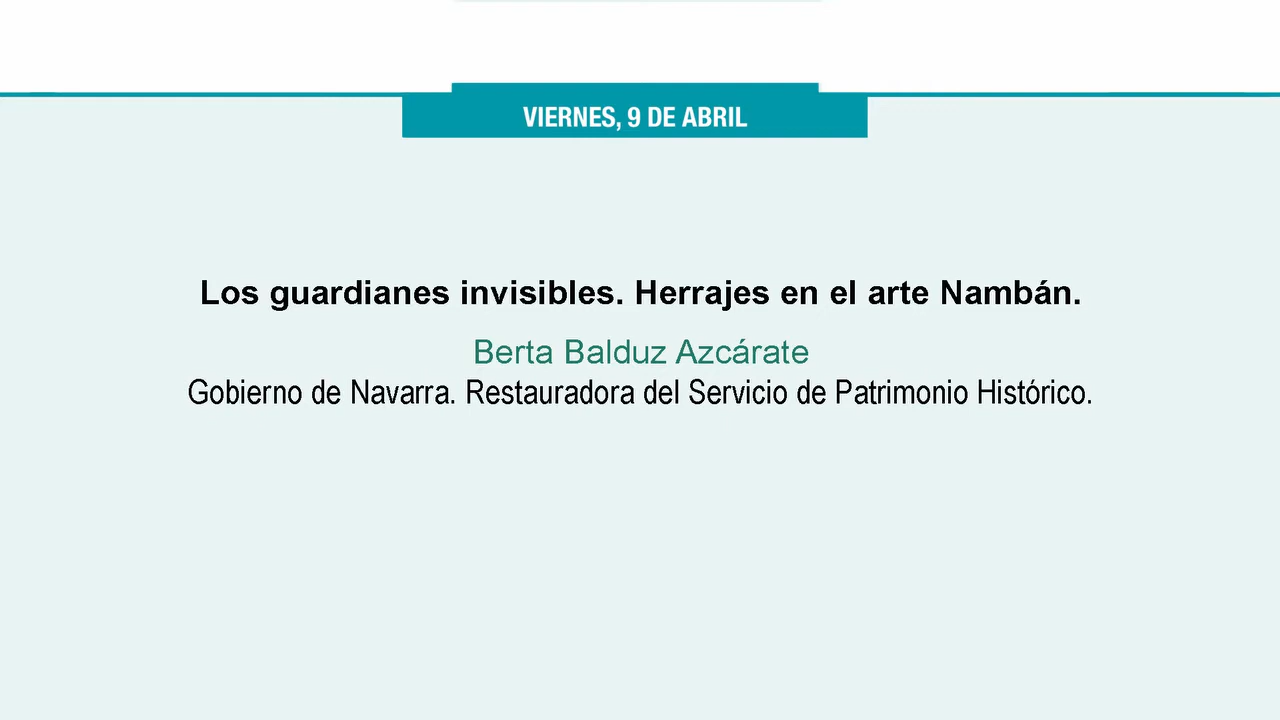 VIERNES, 9 DE ABRIL
Los guardianes invisibles. Herrajes en el arte Nambán.
Berta Balduz Azcárate
Gobierno de Navarra. Restauradora del Servicio de Patrimonio Histórico.